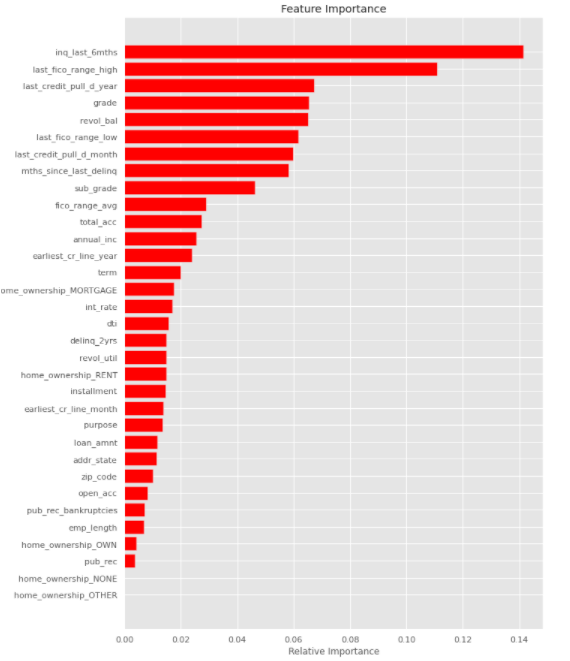 Feature Importance
inq_last_6mths
last_fico_range_high
last_credit_pull_d_year
grade
revol_bal
last_fico_range_low
last_credit_pull_d_month
mths_since_last_delinq
sub_grade
fico_range_avg
total_acc
annual_inc
earliest_cr_line_year
term
ome_ownership_MORTGAGE
int_rate
dti
delinq_2yrs
revol_util
home_ownership_RENT
installment
earliest_cr_line_month
purpose
loan_amnt
addr_state
zip_code
open_acc
pub_rec_bankruptcies
emp_length
home_ownership_OWN
pub_rec
home_ownership_NONE
home_ownership_OTHER
0.00 0.02 0.04 0.06 0.08 0.10 0.12 0.14
Relative Importance